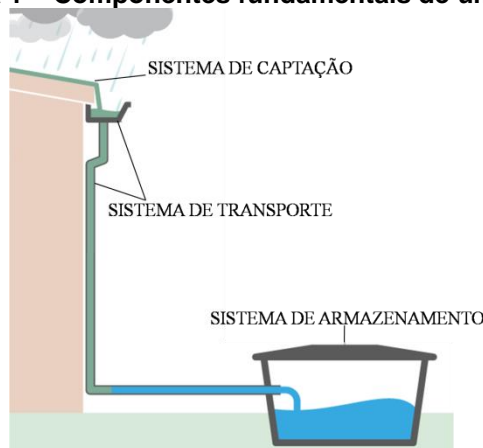 Componentes fundamentais de
SISTEMA DE CAPTAÇÃO
SISTEMA DE TRANSPORTE
SISTEMA DE ARMAZENAMENTO